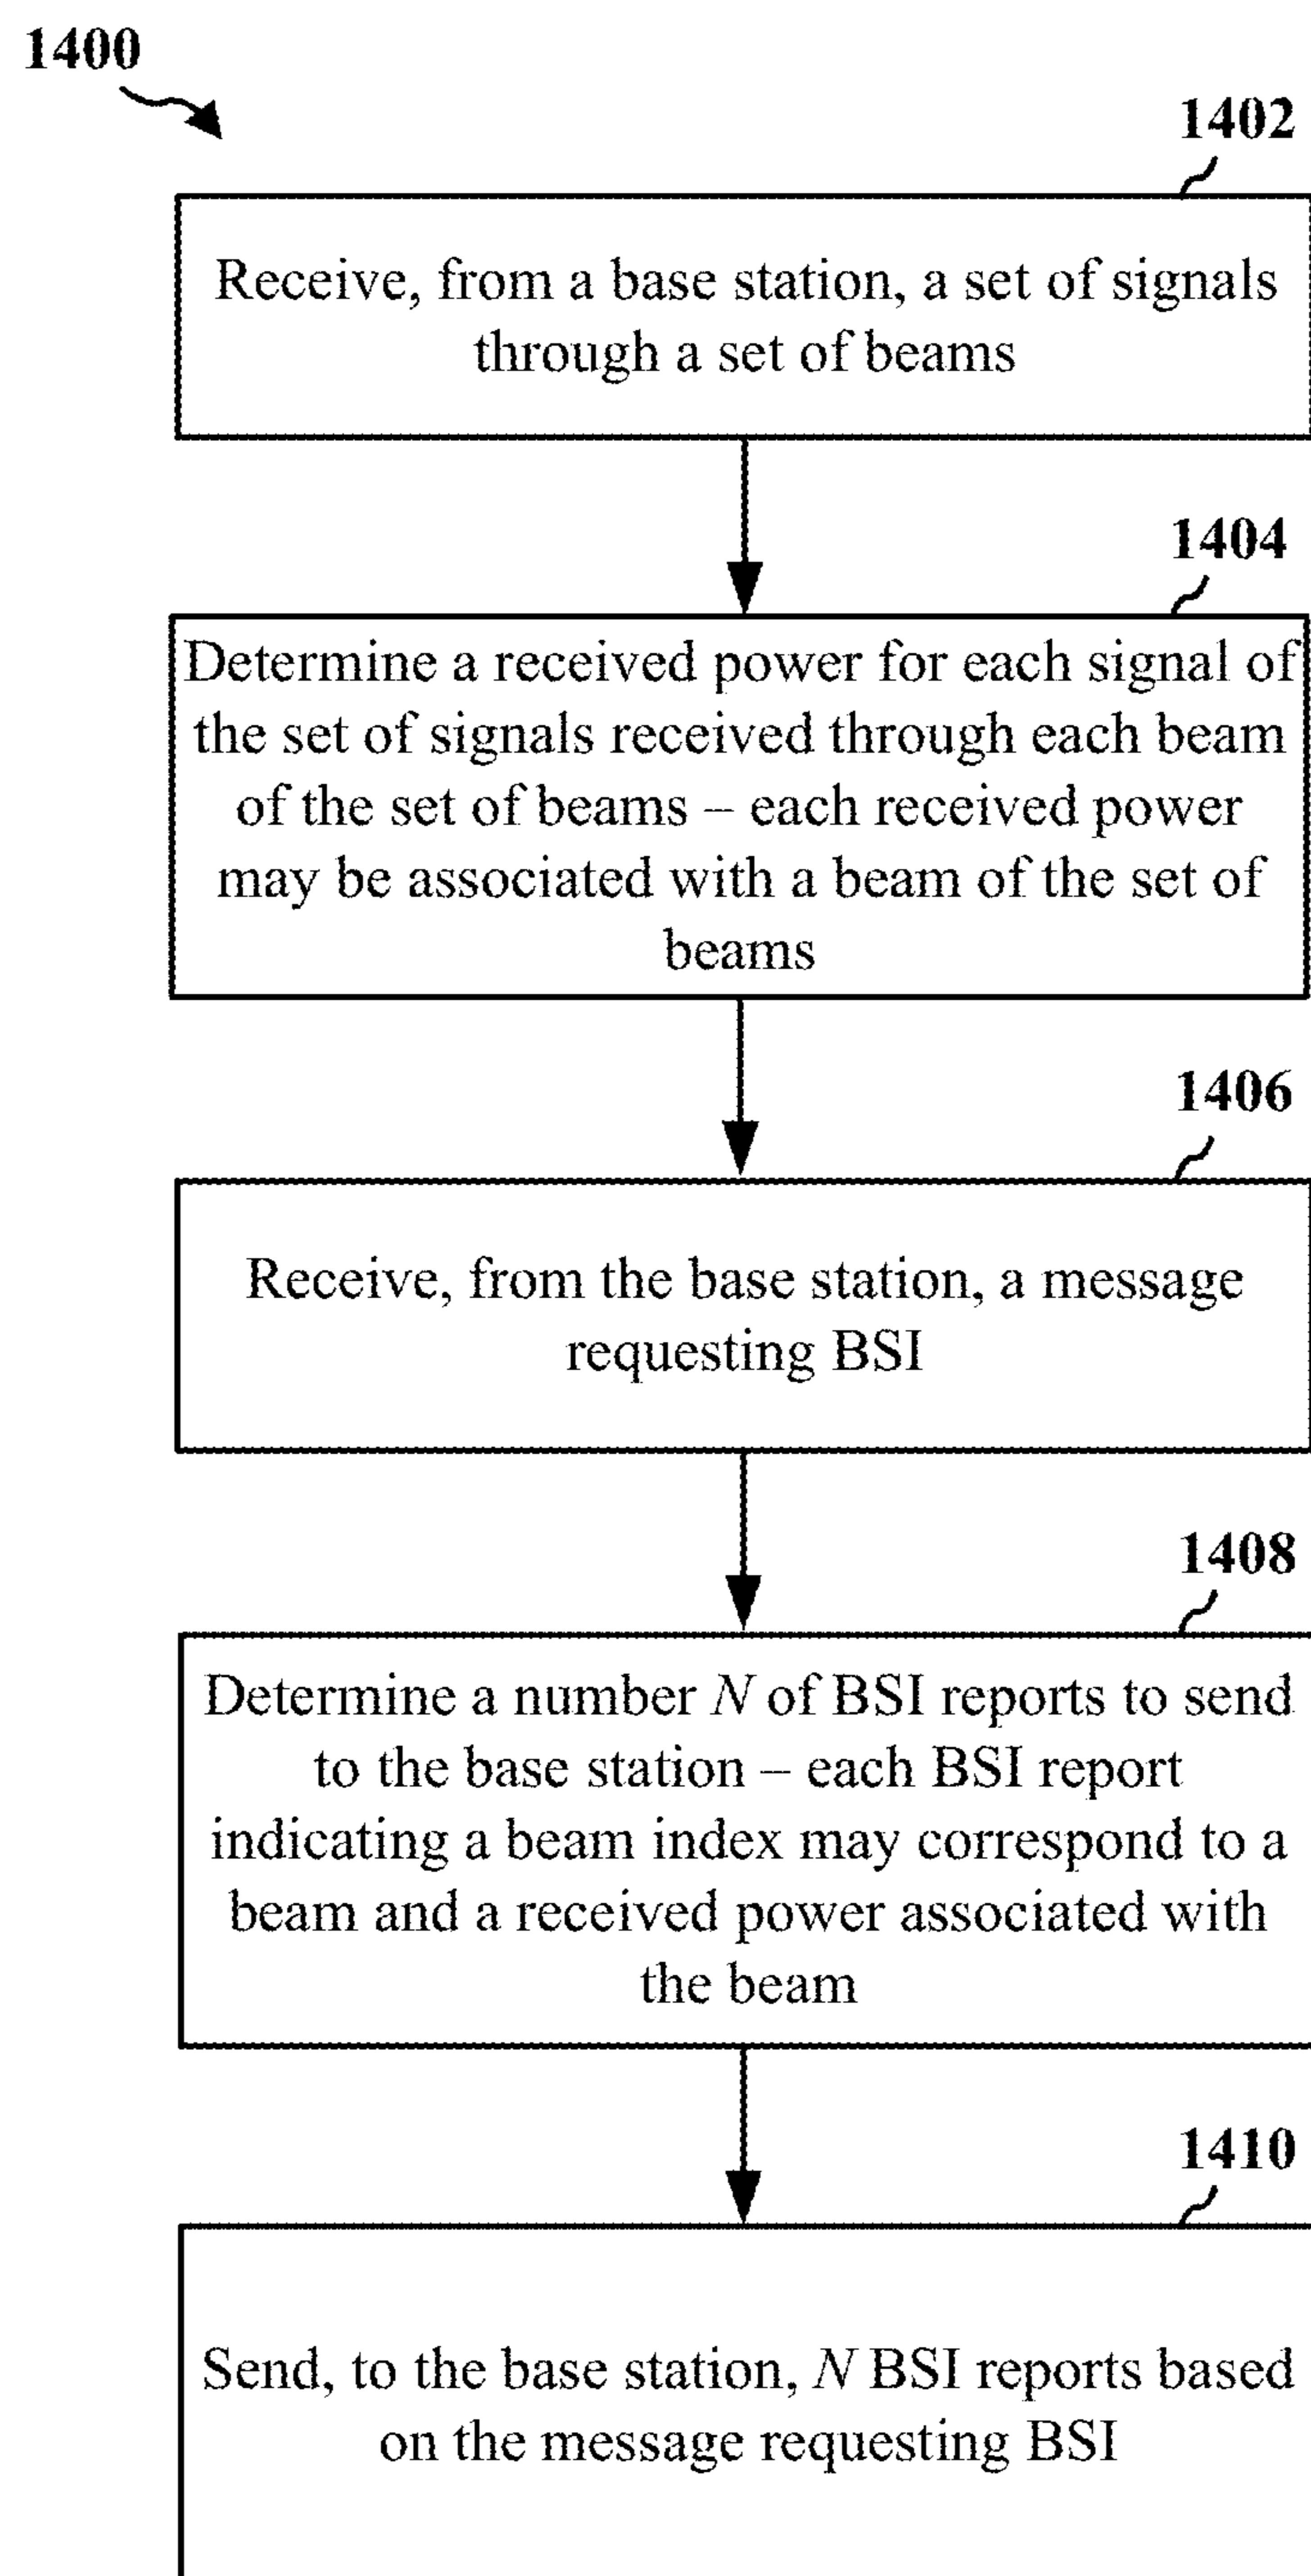 1400
1402
Receive, from a base station, a set of signals
through a set of beams
1404
Determine a received power for each signal of
the set of signals received through each beam
of the set of beams – each received power
may be associated with a beam of the set of
beams
1406
Receive, from the base station, a message
requesting BSI
1408
Determine a number N of BSI reports to send
to the base station – each BSI report
indicating a beam index may correspond to a
beam and a received power associated with
the beam
1410
Send, to the base station, N BSI reports based
on the message requesting BSI